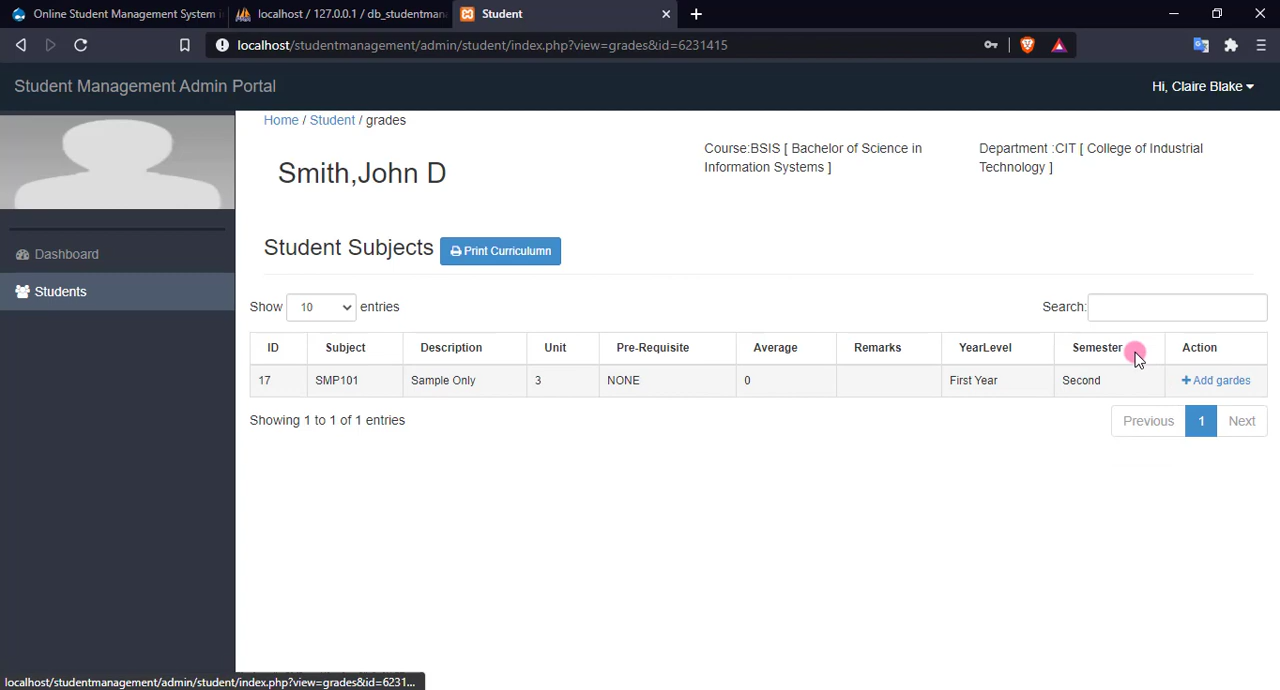 Online Student Management System i
localhost / 127.0.0.1 / db_studentman
Student
localhost/studentmanagement/admin/student/index.php?view=grades&id=6231415
Student Management Admin Portal
Hi, Claire Blake
Home / Student / grades
Smith,John D
Course:BSIS [ Bachelor of Science in
Information Systems ]
Department :CIT [ College of Industrial
Technology ]
Dashboard
Students
Student Subjects
Print Curriculumn
Show 10 entries
Search:
ID Subject Description Unit Pre-Requisite Average Remarks YearLevel Semester Action
17 SMP101 Sample Only 3 NONE 0 First Year Second + Add gardes
Showing 1 to 1 of 1 entries
Previous 1 Next
localhost/studentmanagement/admin/student/index.php?view=grades&id=6231...